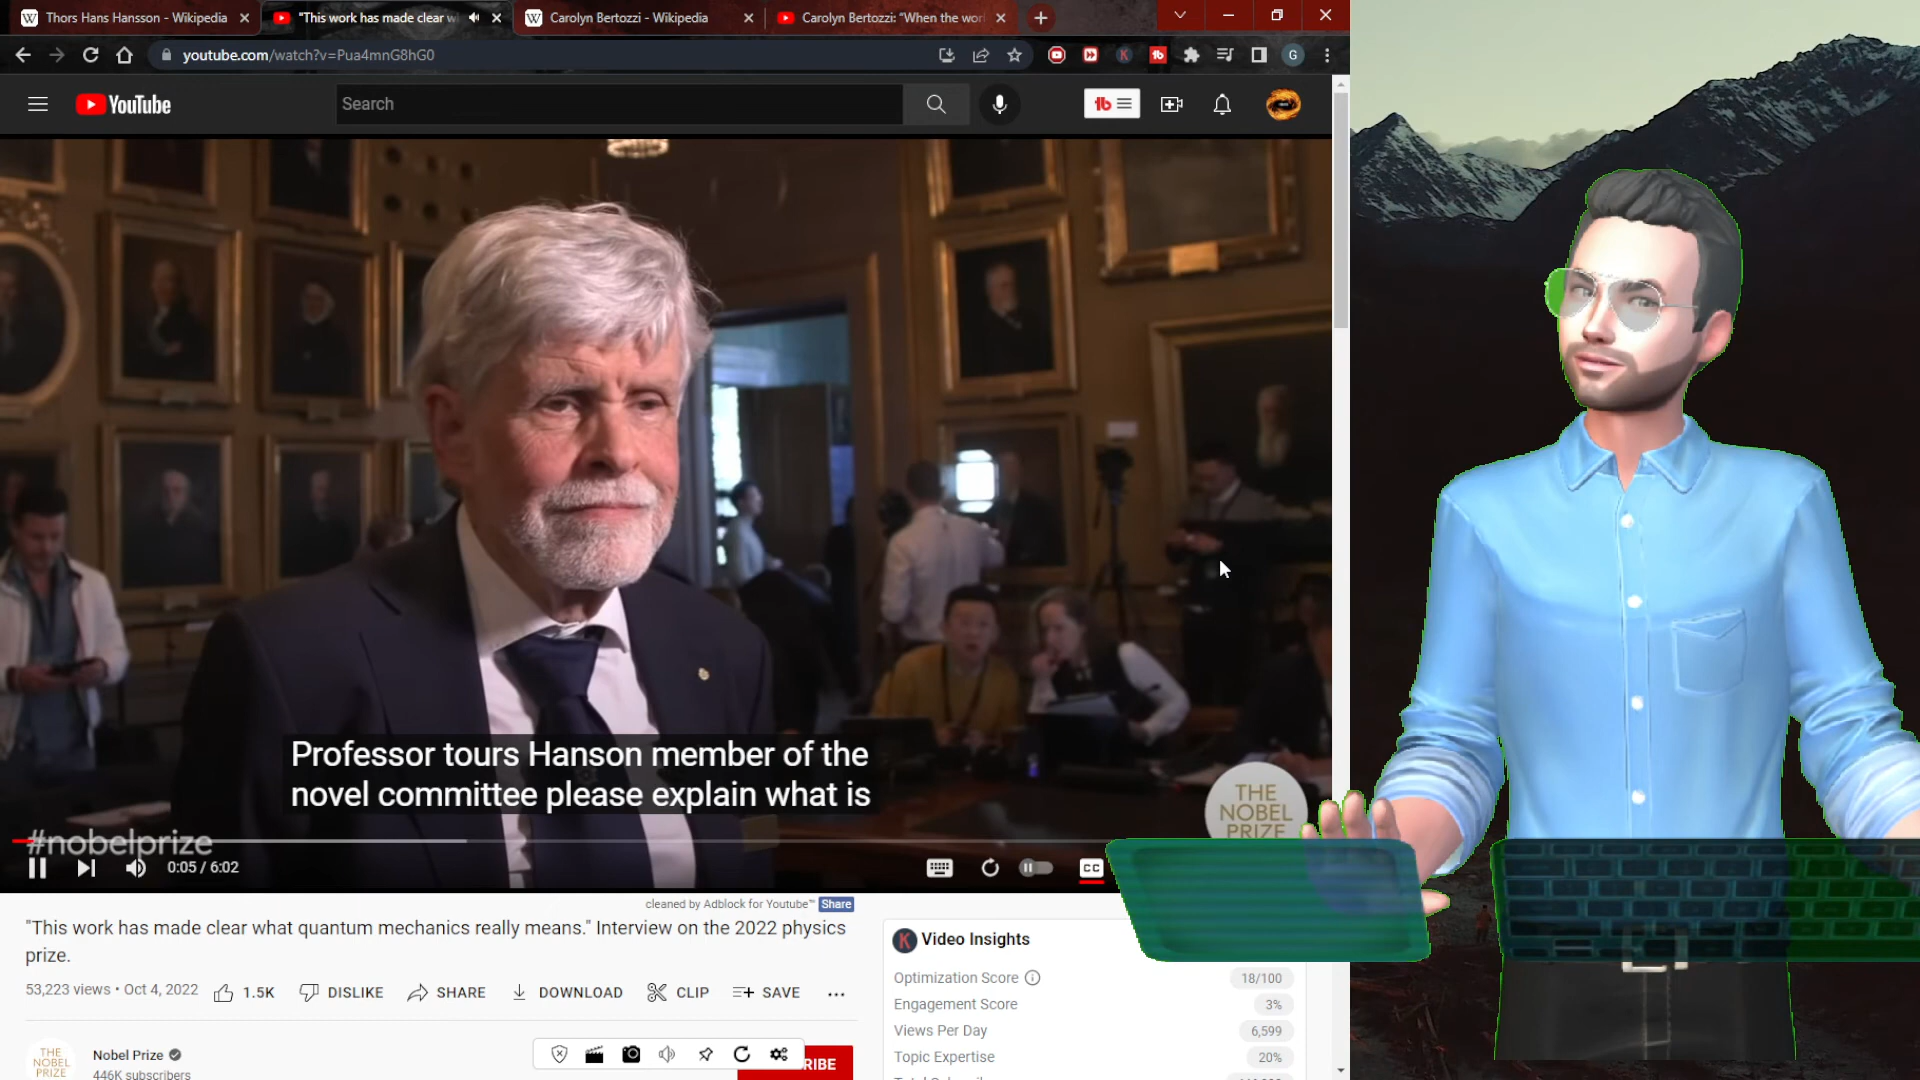 Thors Hans Hansson - Wikipedia
"This work has made clear w
Carolyn Bertozzi - Wikipedia
Carolyn Bertozzi: "When the wor
youtube.com/watch?v=Pua4mnG8hG0
G
YouTube
Search
Professor tours Hanson member of the
novel committee please explain what is
THE
NOBEL
PRIZE
#nobelprize
0:05 / 6:02
CC
cleaned by Adblock for Youtube™ Share
"This work has made clear what quantum mechanics really means." Interview on the 2022 physics
prize.
53,223 views • Oct 4, 2022
1.5K
DISLIKE
SHARE
DOWNLOAD
CLIP
SAVE
Video Insights
Optimization Score
18/100
Engagement Score
3%
Views Per Day
6,599
Topic Expertise
20%
THE
NOBEL
PRIZE
Nobel Prize
446K subscribers
RIBE